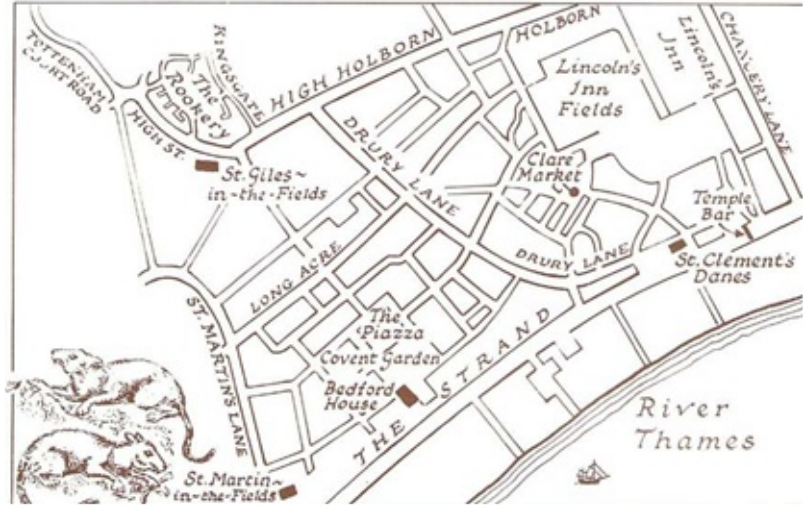 TOTTENHAM
COURT ROAD
The
Rookery
KINGSGATE
HIGH HOLBORN
HOLBORN
Lincoln's
Inn
Fields
Lincoln's
Inn
CHANCERY LANE
HIGH ST.
St. Giles~
in~the~Fields
DRURY LANE
Clare
Market
Temple
Bar
LONG ACRE
DRURY LANE
St. Clement's
Danes
ST. MARTIN'S LANE
The
Piazza
Covent Garden
Bedford
House
THE STRAND
River
Thames
St. Martin~
in~the~Fields